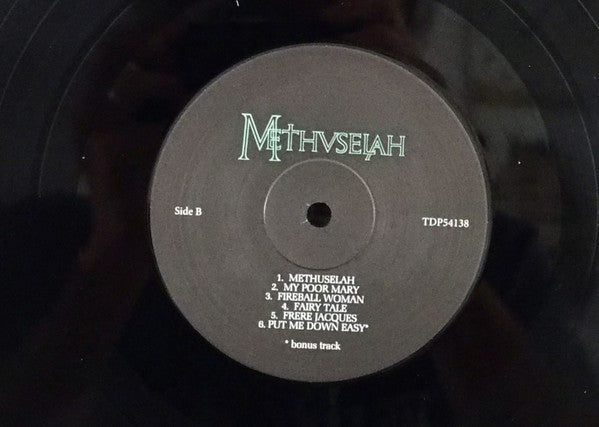 METHVSELAH
Side B
TDP54138
1. METHUSELAH
2. MY POOR MARY
3. FIREBALL WOMAN
4. FAIRY TALE
5. FRERE JACQUES
6. PUT ME DOWN EASY*
* bonus track